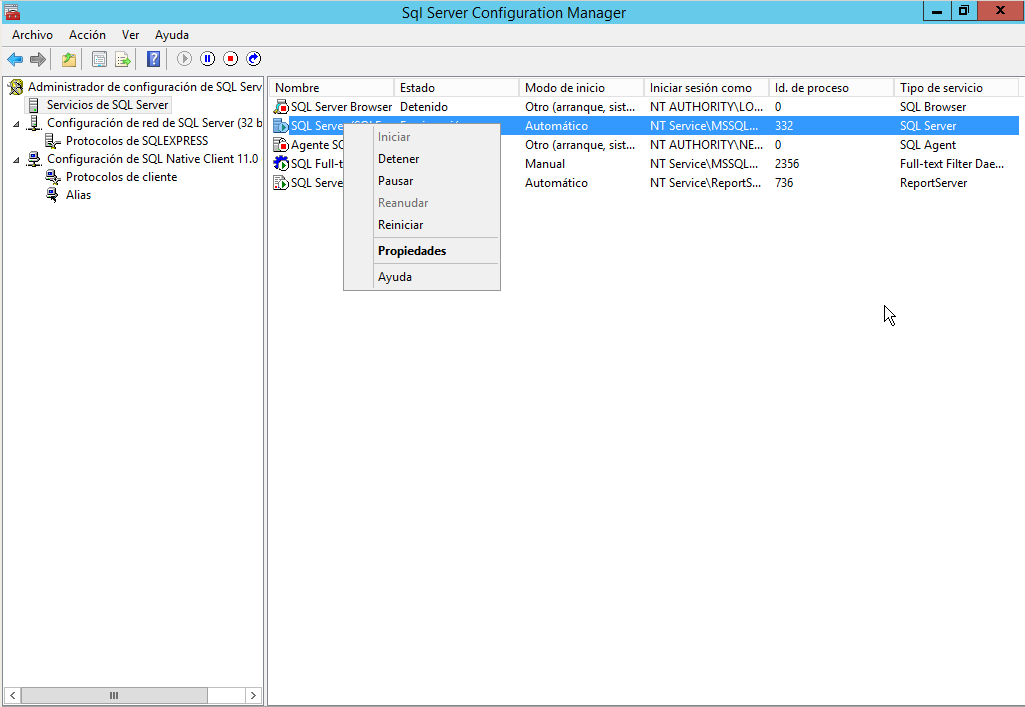 Sql Server Configuration Manager
Archivo Acción Ver Ayuda
Administrador de configuración de SQL Serv
Servicios de SQL Server
Configuración de red de SQL Server (32 b
Protocolos de SQLEXPRESS
Configuración de SQL Native Client 11.0
Protocolos de cliente
Alias
Nombre Estado Modo de inicio Iniciar sesión como Id. de proceso Tipo de servicio
SQL Server Browser Detenido Otro (arranque, sist... NT AUTHORITY\LO... 0 SQL Browser
SQL Server Automático NT Service\MSSQL... 332 SQL Server
Agente SQ Otro (arranque, sist... NT AUTHORITY\NE... 0 SQL Agent
SQL Full-t Manual NT Service\MSSQL... 2356 Full-text Filter Dae...
SQL Serve Automático NT Service\ReportS... 736 ReportServer
Iniciar
Detener
Pausar
Reanudar
Reiniciar
Propiedades
Ayuda